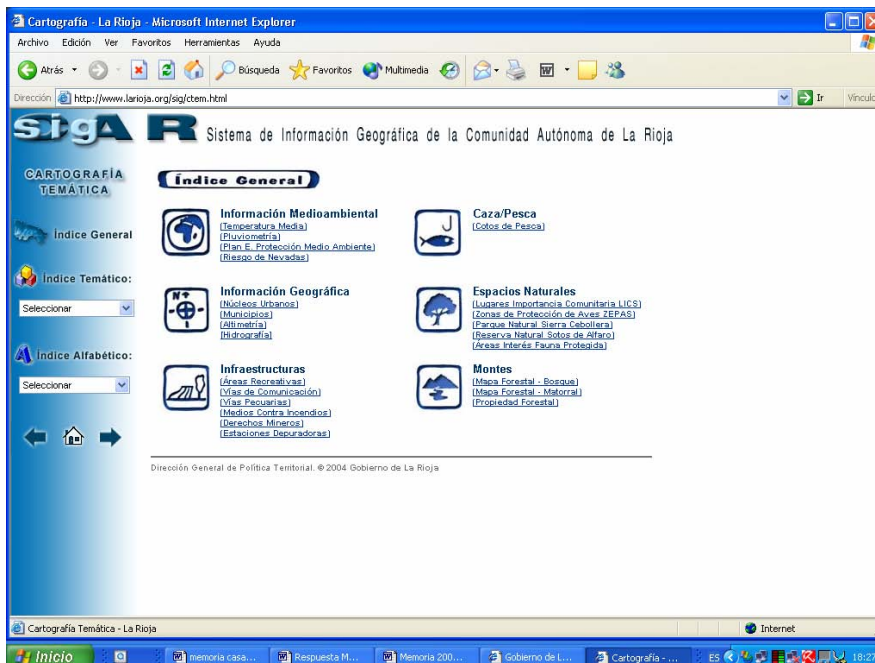 Cartografía - La Rioja - Microsoft Internet Explorer
Archivo Edición Ver Favoritos Herramientas Ayuda
Atrás Búsqueda Favoritos Multimedia
Dirección http://www.larioja.org/sig/ctem.html Ir
SigA R Sistema de Información Geográfica de la Comunidad Autónoma de La Rioja
CARTOGRAFÍA
TEMÁTICA
Índice General
Índice Temático:
Seleccionar
Índice Alfabético:
Seleccionar
Índice General
Información Medioambiental
(Temperatura Media)
(Pluviometría)
(Plan E. Protección Medio Ambiente)
(Riesgo de Nevadas)
Caza/Pesca
(Cotos de Pesca)
Información Geográfica
(Núcleos Urbanos)
(Municipios)
(Altimetría)
(Hidrografía)
Espacios Naturales
(Lugares Importancia Comunitaria LICS)
(Zonas de Protección de Aves ZEPAS)
(Parque Natural Sierra Cebollera)
(Reserva Natural Sotos de Alfaro)
(Áreas Interés Fauna Protegida)
Infraestructuras
(Áreas Recreativas)
(Vías de Comunicación)
(Vías Pecuarias)
(Medios Contra Incendios)
(Derechos Mineros)
(Estaciones Depuradoras)
Montes
(Mapa Forestal - Bosque)
(Mapa Forestal - Matorral)
(Propiedad Forestal)
Dirección General de Política Territorial. © 2004 Gobierno de La Rioja
Cartografía Temática - La Rioja Internet
Inicio memoria casa... Respuesta M... Memoria 200... Gobierno de L... Cartografía - ... ES 18:27